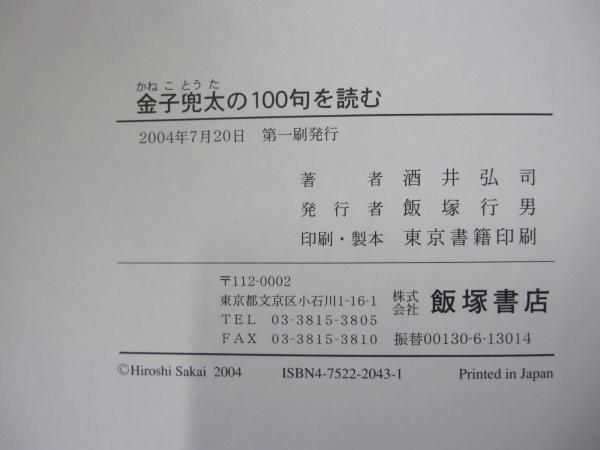 かねことうた
金子兜太の100句を読む
2004年7月20日 第一刷発行
著者 酒井弘司
発行者 飯塚行男
印刷・製本 東京書籍印刷
〒112-0002
東京都文京区小石川1-16-1 株式会社 飯塚書店
TEL 03-3815-3805
FAX 03-3815-3810 振替00130-6-13014
©Hiroshi Sakai 2004 ISBN4-7522-2043-1 Printed in Japan